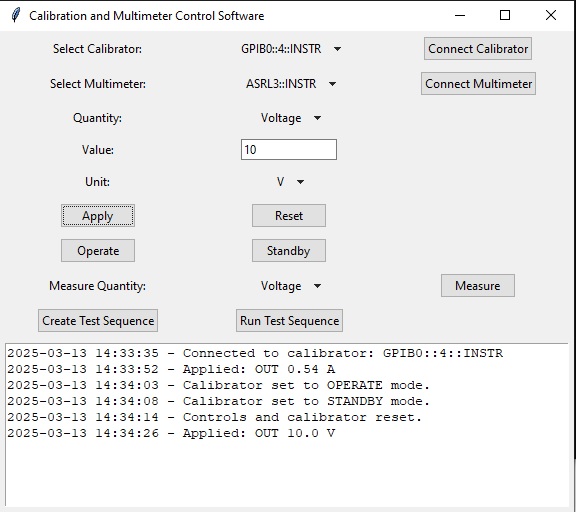 Calibration and Multimeter Control Software
Select Calibrator: GPIB0::4::INSTR Connect Calibrator
Select Multimeter: ASRL3::INSTR Connect Multimeter
Quantity: Voltage
Value: 10
Unit: V
Apply Reset
Operate Standby
Measure Quantity: Voltage Measure
Create Test Sequence Run Test Sequence
2025-03-13 14:33:35 - Connected to calibrator: GPIB0::4::INSTR
2025-03-13 14:33:52 - Applied: OUT 0.54 A
2025-03-13 14:34:03 - Calibrator set to OPERATE mode.
2025-03-13 14:34:08 - Calibrator set to STANDBY mode.
2025-03-13 14:34:14 - Controls and calibrator reset.
2025-03-13 14:34:26 - Applied: OUT 10.0 V